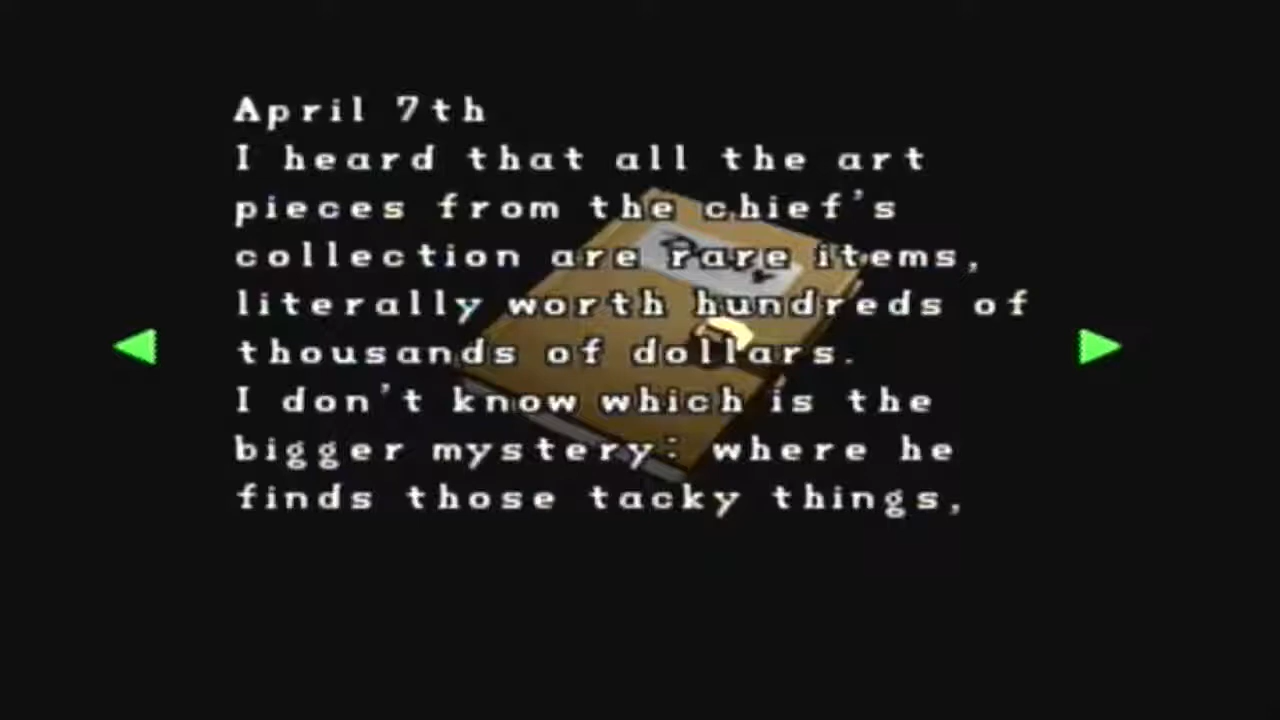 April 7th
I heard that all the art
pieces from the chief's
collection are rare items,
literally worth hundreds of
thousands of dollars.
I don't know which is the
bigger mystery: where he
finds those tacky things,